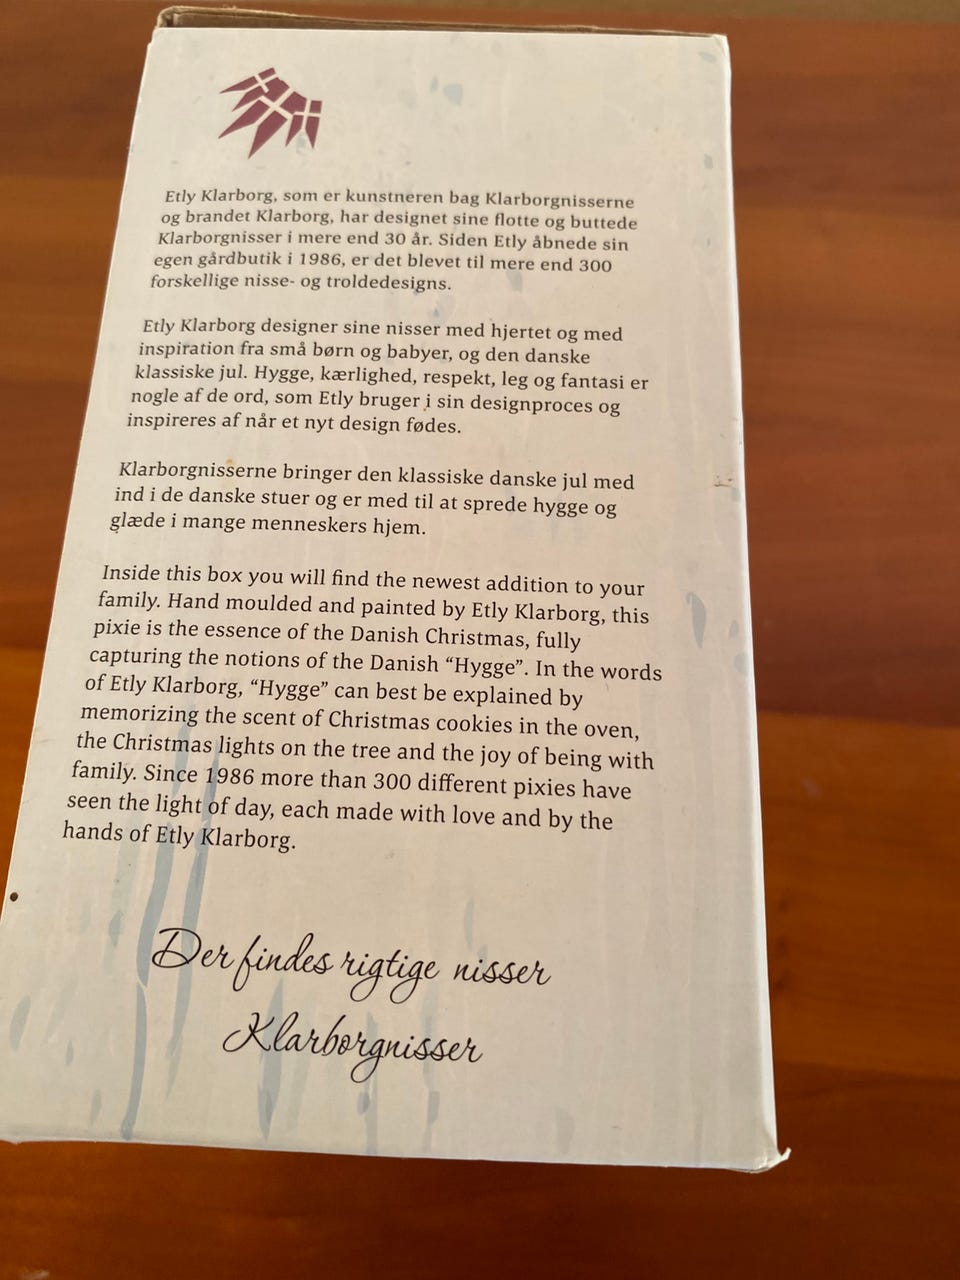 Etly Klarborg, som er kunstneren bag Klarborgnisserne
og brandet Klarborg, har designet sine flotte og buttede
Klarborgnisser i mere end 30 år. Siden Etly åbnede sin
egen gårdbutik i 1986, er det blevet til mere end 300
forskellige nisse- og troldedesigns.
Etly Klarborg designer sine nisser med hjertet og med
inspiration fra små børn og babyer, og den danske
klassiske jul. Hygge, kærlighed, respekt, leg og fantasi er
nogle af de ord, som Etly bruger i sin designproces og
inspireres af når et nyt design fødes.
Klarborgnisserne bringer den klassiske danske jul med
ind i de danske stuer og er med til at sprede hygge og
glæde i mange menneskers hjem.
Inside this box you will find the newest addition to your
family. Hand moulded and painted by Etly Klarborg, this
pixie is the essence of the Danish Christmas, fully
capturing the notions of the Danish “Hygge”. In the words
of Etly Klarborg, “Hygge” can best be explained by
memorizing the scent of Christmas cookies in the oven,
the Christmas lights on the tree and the joy of being with
family. Since 1986 more than 300 different pixies have
seen the light of day, each made with love and by the
hands of Etly Klarborg.
Der findes rigtige nisser
Klarborgnisser